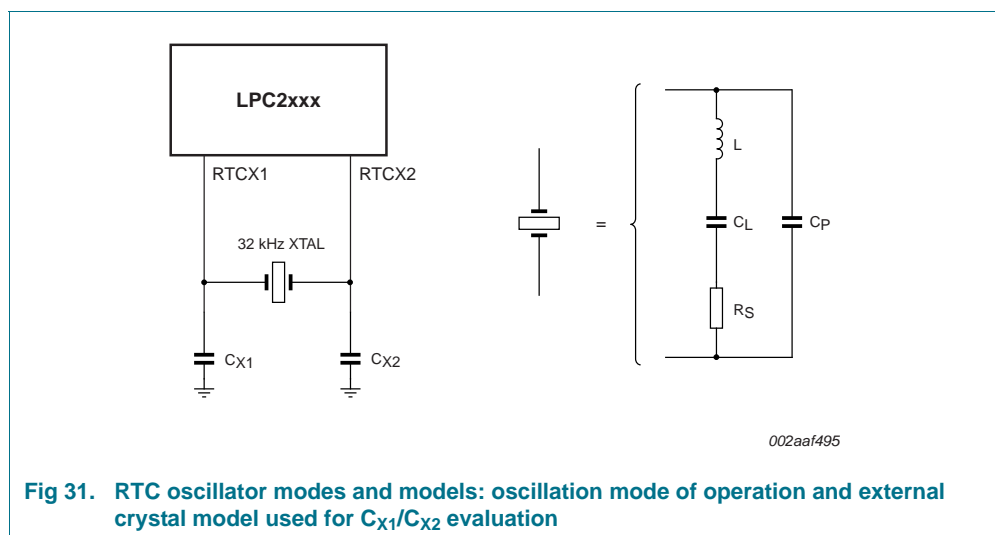 LPC2xxx
RTCX1
RTCX2
32 kHz XTAL
CX1
CX2
=
L
CL
CP
RS
002aaf495
Fig 31. RTC oscillator modes and models: oscillation mode of operation and external
crystal model used for CX1/CX2 evaluation